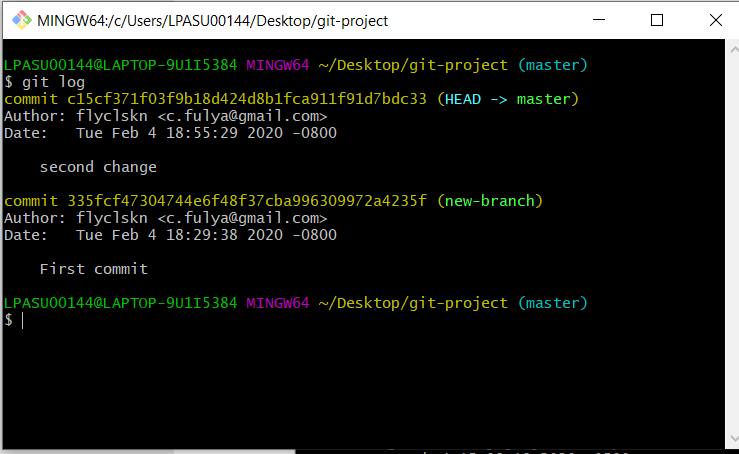 MINGW64:/c/Users/LPASU00144/Desktop/git-project
LPASU00144@LAPTOP-9U1I5384 MINGW64 ~/Desktop/git-project (master)
$ git log
commit c15cf371f03f9b18d424d8b1fca911f91d7bdc33 (HEAD -> master)
Author: flyclskn <c.fulya@gmail.com>
Date:   Tue Feb 4 18:55:29 2020 -0800
    second change
commit 335fcf47304744e6f48f37cba996309972a4235f (new-branch)
Author: flyclskn <c.fulya@gmail.com>
Date:   Tue Feb 4 18:29:38 2020 -0800
    First commit
LPASU00144@LAPTOP-9U1I5384 MINGW64 ~/Desktop/git-project (master)
$